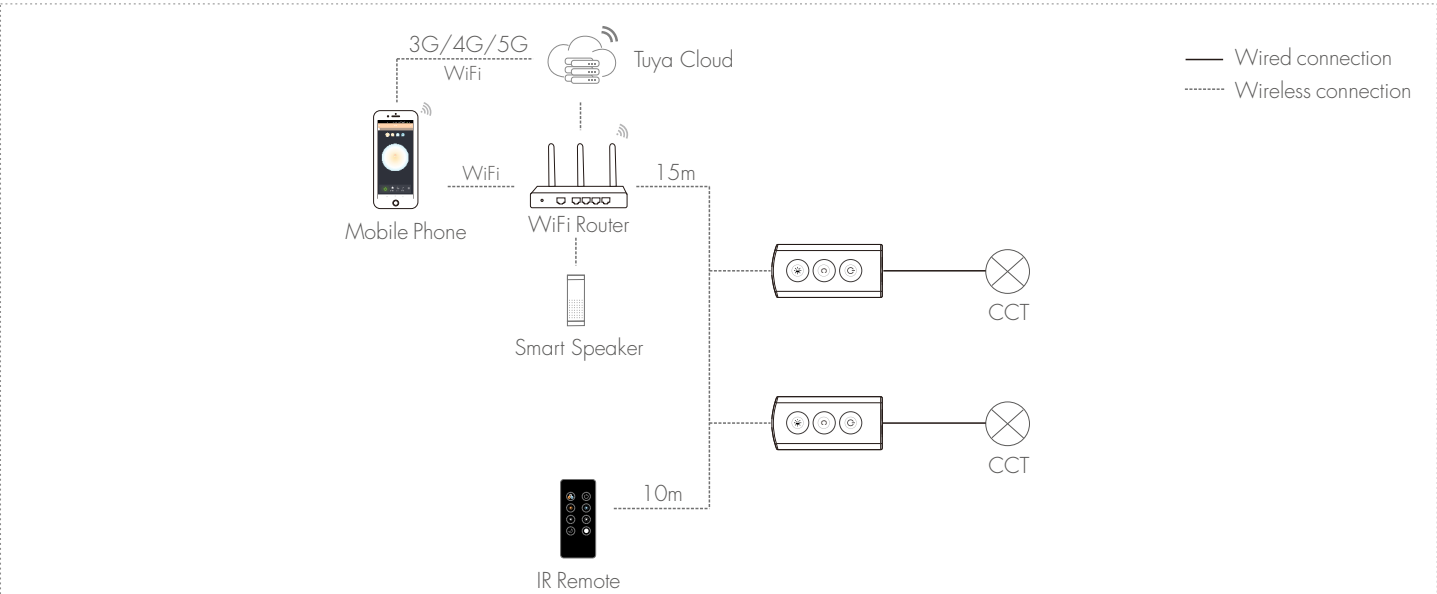 3G/4G/5G
WiFi
Tuya Cloud
Wired connection
Wireless connection
WiFi
15m
Mobile Phone
WiFi Router
CCT
Smart Speaker
CCT
10m
IR Remote